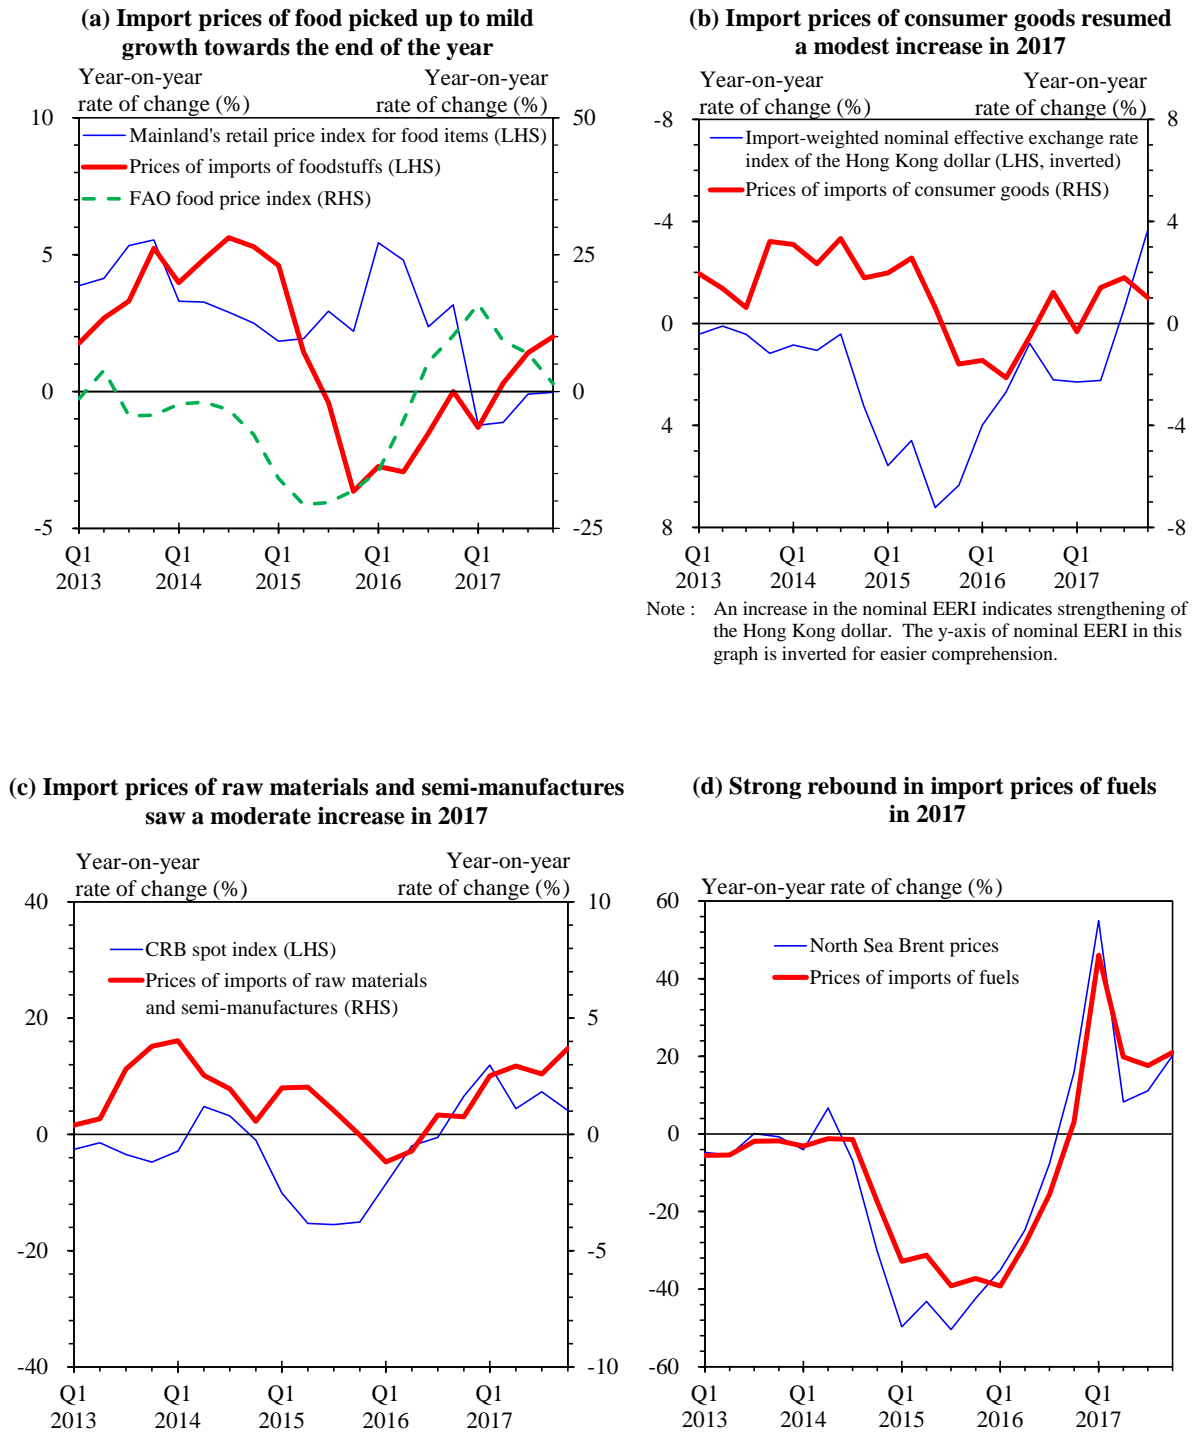 (a) Import prices of food picked up to mild
growth towards the end of the year
Year-on-year
rate of change (%)
Year-on-year
rate of change (%)
10
5
0
-5
50
25
0
-25
Mainland's retail price index for food items (LHS)
Prices of imports of foodstuffs (LHS)
FAO food price index (RHS)
Q1 Q1 Q1 Q1 Q1
2013 2014 2015 2016 2017
(b) Import prices of consumer goods resumed
a modest increase in 2017
Year-on-year
rate of change (%)
Year-on-year
rate of change (%)
-8
-4
0
4
8
8
4
0
-4
-8
Import-weighted nominal effective exchange rate
index of the Hong Kong dollar (LHS, inverted)
Prices of imports of consumer goods (RHS)
Q1 Q1 Q1 Q1 Q1
2013 2014 2015 2016 2017
Note : An increase in the nominal EERI indicates strengthening of
the Hong Kong dollar. The y-axis of nominal EERI in this
graph is inverted for easier comprehension.
(c) Import prices of raw materials and semi-manufactures
saw a moderate increase in 2017
Year-on-year
rate of change (%)
Year-on-year
rate of change (%)
40
20
0
-20
-40
10
5
0
-5
-10
CRB spot index (LHS)
Prices of imports of raw materials
and semi-manufactures (RHS)
Q1 Q1 Q1 Q1 Q1
2013 2014 2015 2016 2017
(d) Strong rebound in import prices of fuels
in 2017
Year-on-year rate of change (%)
60
40
20
0
-20
-40
-60
North Sea Brent prices
Prices of imports of fuels
Q1 Q1 Q1 Q1 Q1
2013 2014 2015 2016 2017